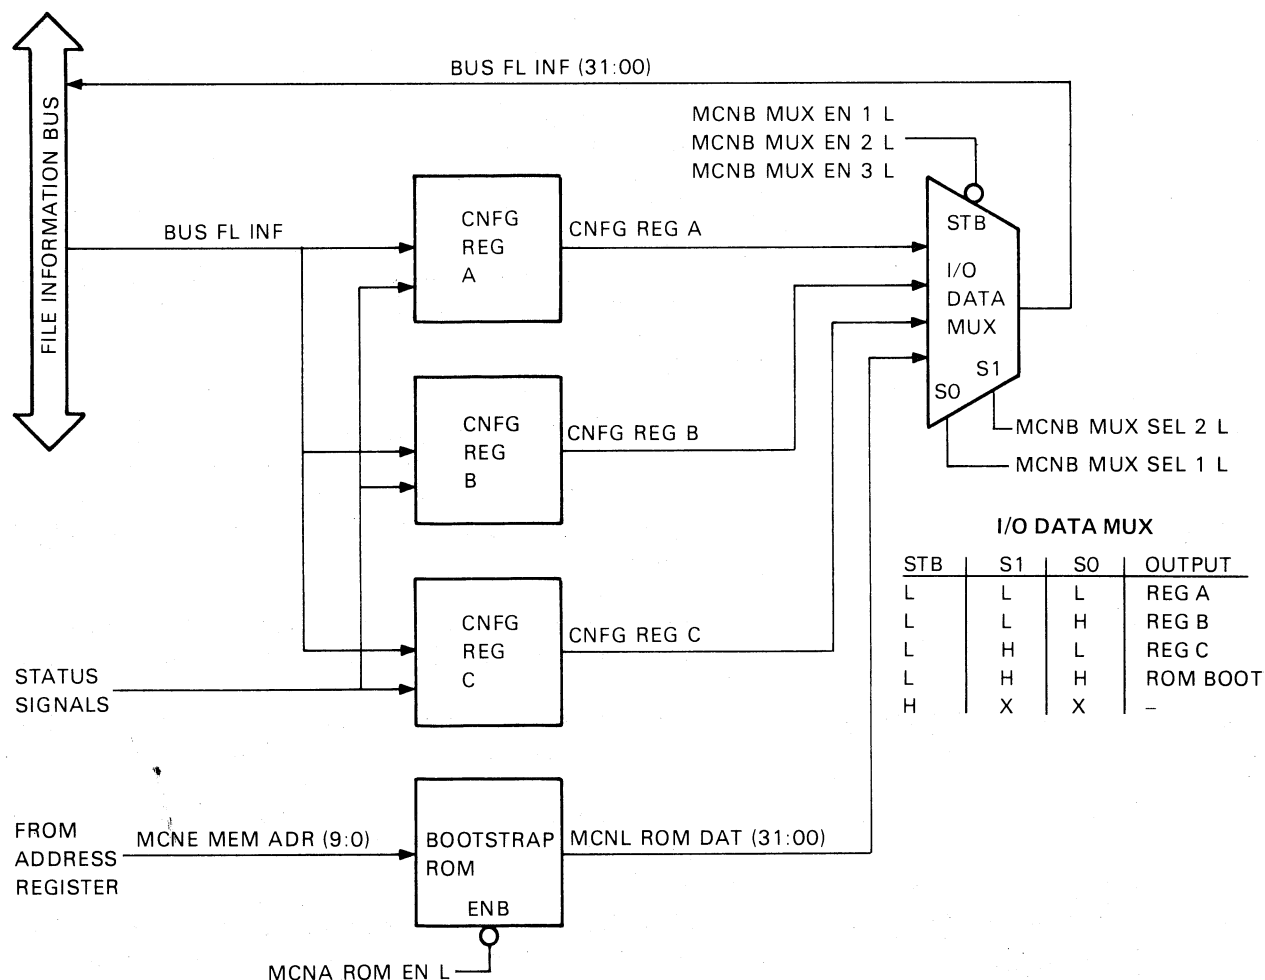 BUS FL INF (31:00)
FILE INFORMATION BUS
MCNB MUX EN 1 L
MCNB MUX EN 2 L
MCNB MUX EN 3 L
BUS FL INF
CNFG
REG
A
CNFG REG A
STB
I/O
DATA
MUX
S1
S0
CNFG
REG
B
CNFG REG B
MCNB MUX SEL 2 L
MCNB MUX SEL 1 L
I/O DATA MUX
STB S1 S0 OUTPUT
L L L REG A
L L H REG B
L H L REG C
L H H ROM BOOT
H X X –
CNFG
REG
C
CNFG REG C
STATUS
SIGNALS
FROM
ADDRESS
REGISTER
MCNE MEM ADR (9:0)
BOOTSTRAP
ROM
ENB
MCNL ROM DAT (31:00)
MCNA ROM EN L